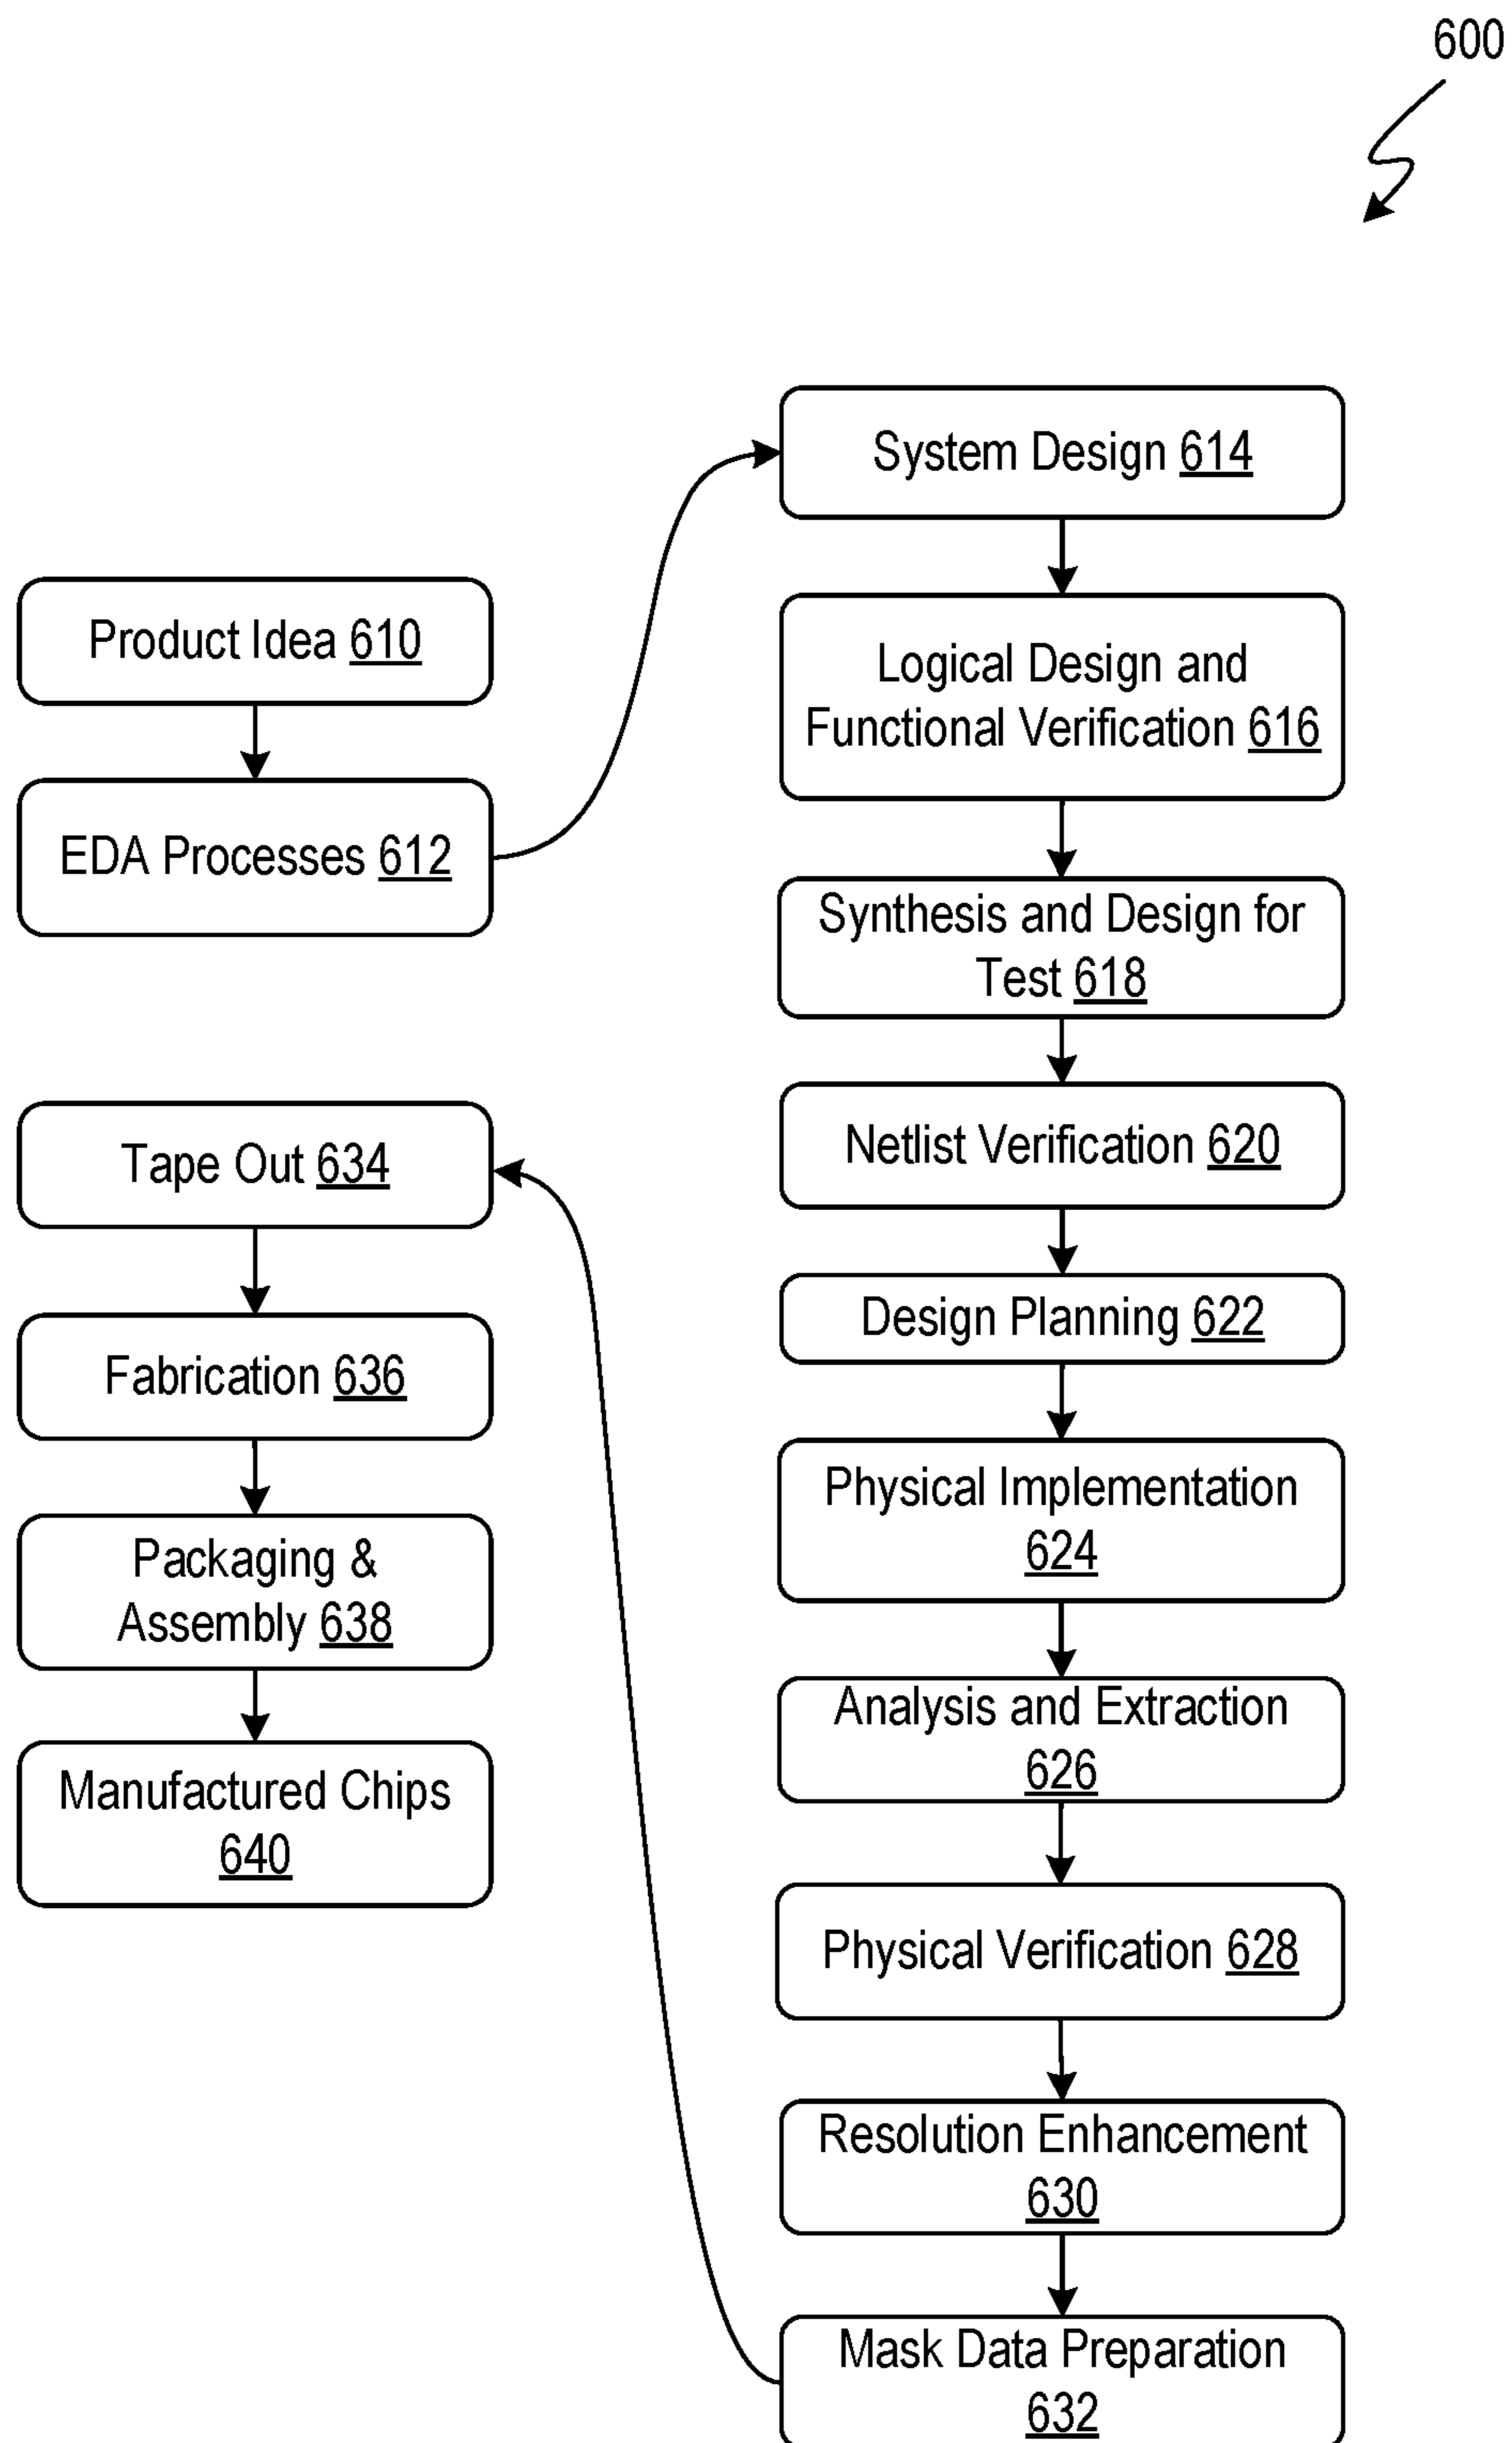 600
Product Idea 610
EDA Processes 612
System Design 614
Logical Design and
Functional Verification 616
Synthesis and Design for
Test 618
Netlist Verification 620
Design Planning 622
Physical Implementation
624
Analysis and Extraction
626
Physical Verification 628
Resolution Enhancement
630
Mask Data Preparation
632
Tape Out 634
Fabrication 636
Packaging &
Assembly 638
Manufactured Chips
640